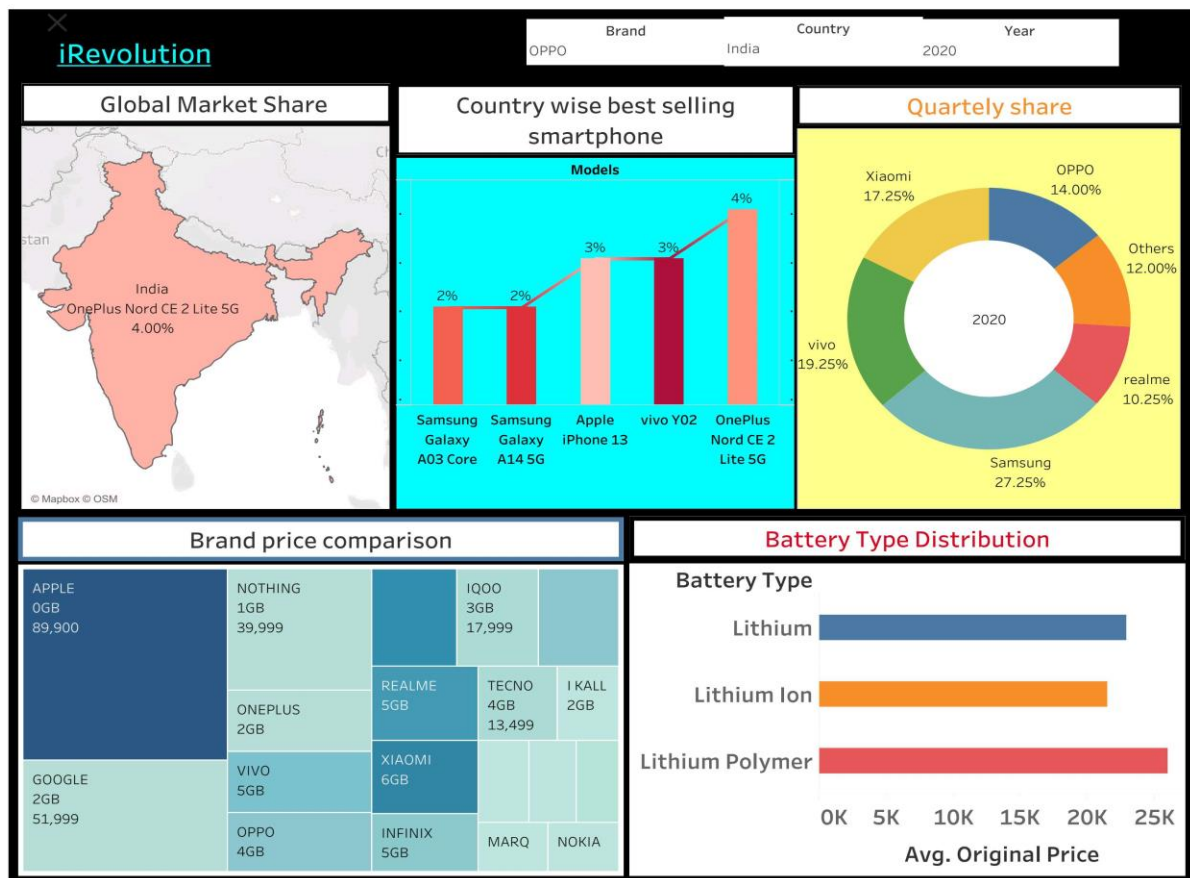 iRevolution
Brand
Country
Year
OPPO
India
2020
Global Market Share
India
OnePlus Nord CE 2 Lite 5G
4.00%
stan
Ch
© Mapbox © OSM
Country wise best selling
smartphone
Models
2%
2%
3%
3%
4%
Samsung
Galaxy
A03 Core
Samsung
Galaxy
A14 5G
Apple
iPhone 13
vivo Y02
OnePlus
Nord CE 2
Lite 5G
Quartely share
Xiaomi
17.25%
OPPO
14.00%
Others
12.00%
2020
vivo
19.25%
realme
10.25%
Samsung
27.25%
Brand price comparison
APPLE
0GB
89,900
GOOGLE
2GB
51,999
NOTHING
1GB
39,999
ONEPLUS
2GB
VIVO
5GB
OPPO
4GB
REALME
5GB
XIAOMI
6GB
INFINIX
5GB
IQOO
3GB
17,999
TECNO
4GB
13,499
I KALL
2GB
MARQ
NOKIA
Battery Type Distribution
Battery Type
Lithium
Lithium Ion
Lithium Polymer
0K 5K 10K 15K 20K 25K
Avg. Original Price